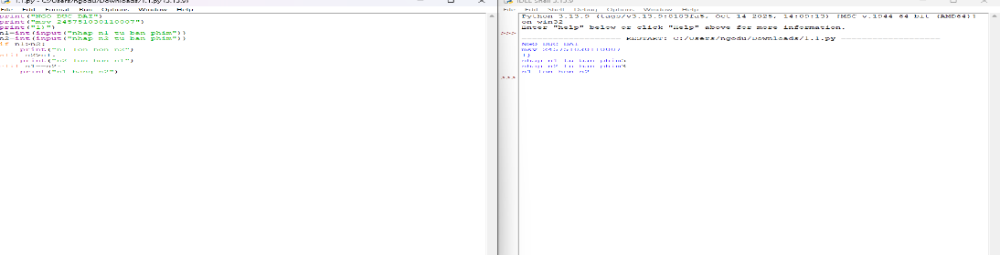 1.1.py - C:/Users/ngodu/Downloads/1.1.py (3.13.9)
File Edit Format Run Options Window Help
print("NGO DUC DAT")
print("msv 245751030110007")
print("1)")
n1=int(input("nhap n1 tu ban phim"))
n2=int(input("nhap n2 tu ban phim"))
if n1>n2:
print("n1 lon hon n2")
elif n2>n1:
print("n2 lon hon n1")
elif n1==n2:
print("n1 bang n2")
IDLE Shell 3.13.9
File Edit Shell Debug Options Window Help
Python 3.13.9 (tags/v3.13.9:8183fa5, Oct 14 2025, 14:09:13) [MSC v.1944 64 bit (AMD64)]
on win32
Enter "help" below or click "Help" above for more information.
>>>
RESTART: C:/Users/ngodu/Downloads/1.1.py
NGO DUC DAT
msv 245751030110007
1)
nhap n1 tu ban phim
nhap n2 tu ban phim3
n1 lon hon n2
>>>